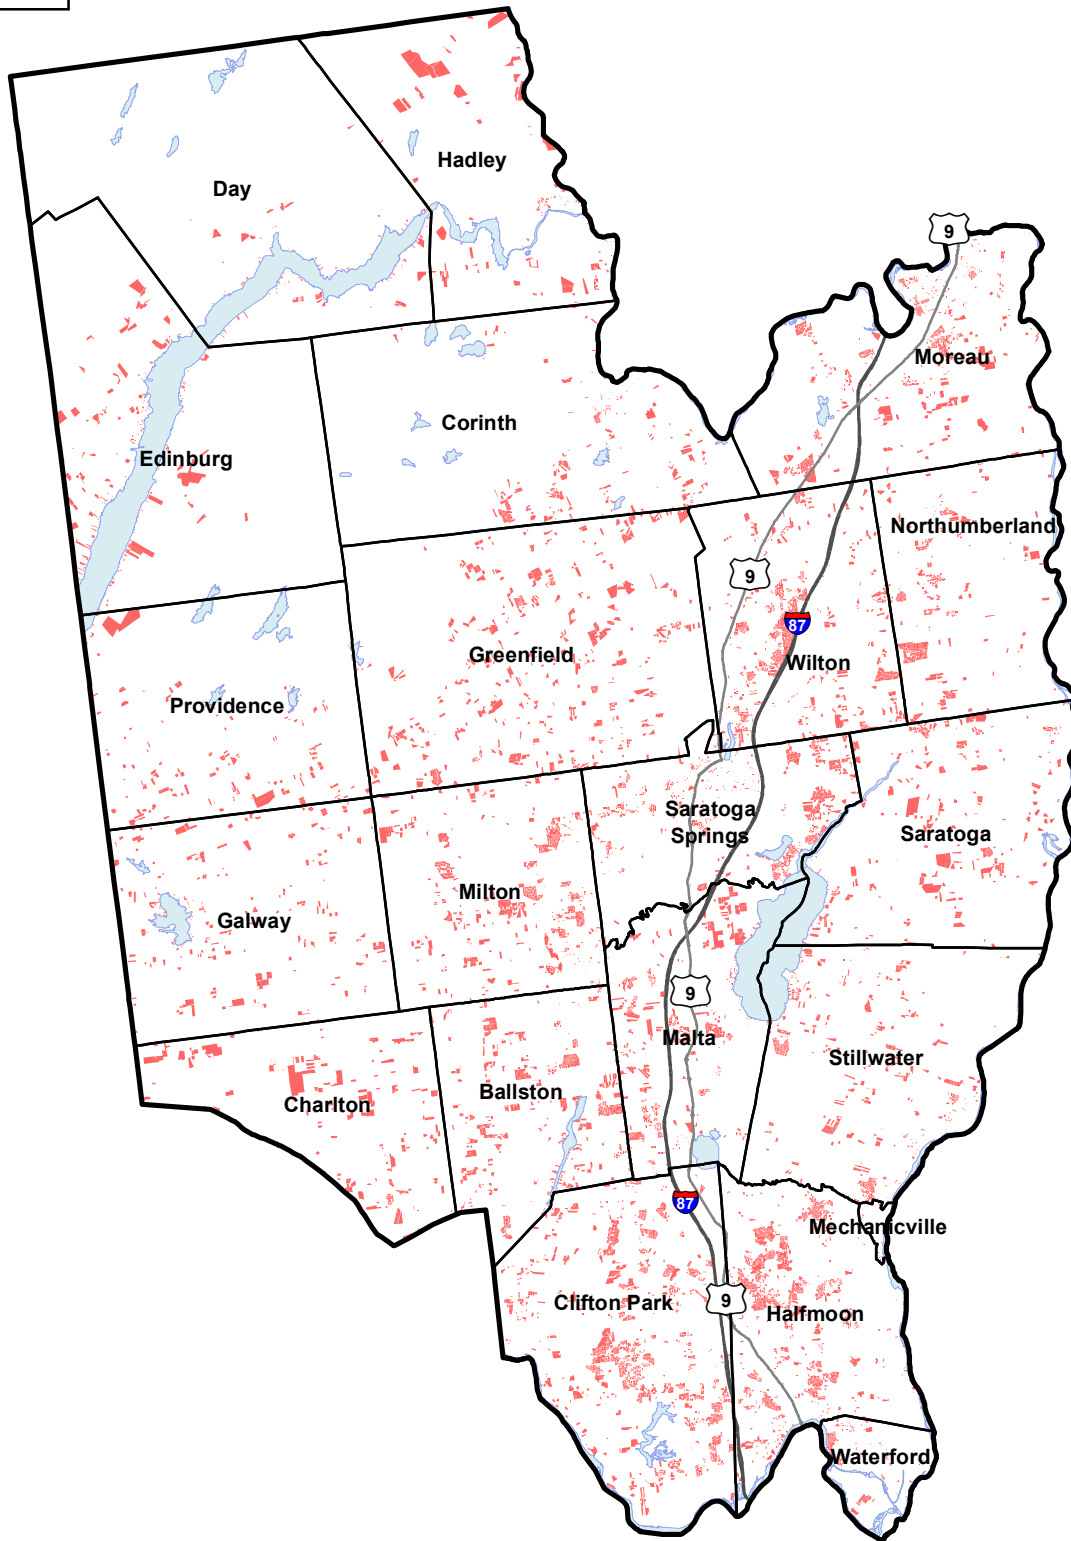 Hadley
Day
9
Moreau
Corinth
Edinburg
Northumberland
9
87
Greenfield
Wilton
Providence
Saratoga
Springs
Saratoga
Milton
Galway
9
Malta
Stillwater
Ballston
Charlton
87
Mechanicville
9
Clifton Park
Halfmoon
Waterford